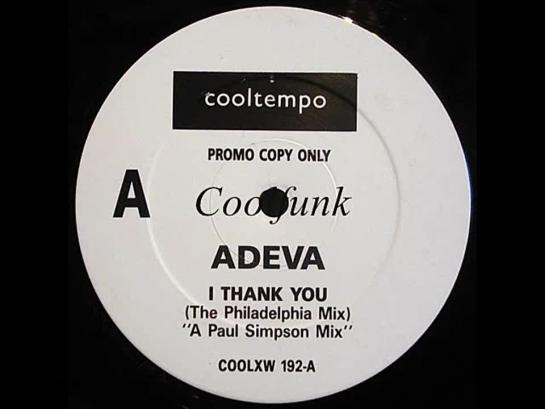 cooltempo
PROMO COPY ONLY
A
Coolfunk
ADEVA
I THANK YOU
(The Philadelphia Mix)
"A Paul Simpson Mix"
COOLXW 192-A